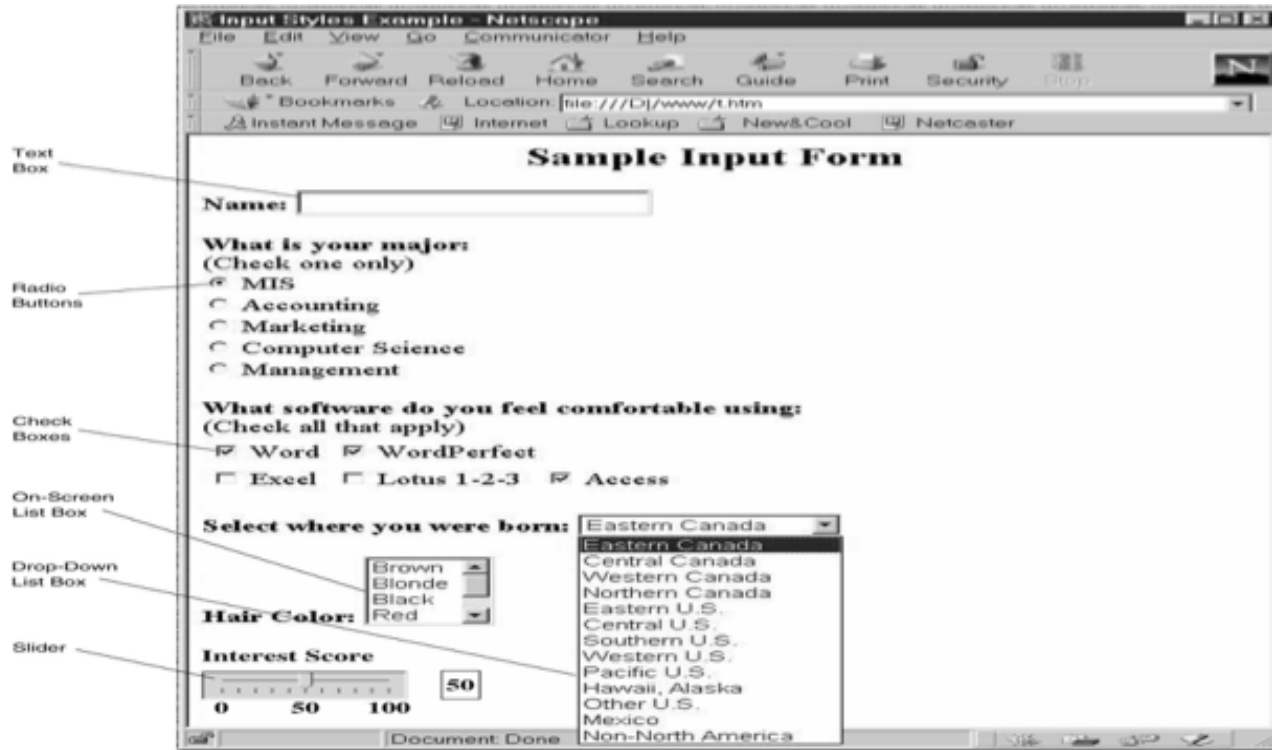 Input Styles Example - Netscape
File Edit View Go Communicator Help
Back Forward Reload Home Search Guide Print Security Stop
N
Bookmarks Location: file:///D|/www/t.htm
Instant Message Internet Lookup New&Cool Netcaster
Sample Input Form
Text
Box
Name:
What is your major:
(Check one only)
Radio
Buttons
MIS
Accounting
Marketing
Computer Science
Management
What software do you feel comfortable using:
(Check all that apply)
Check
Boxes
Word WordPerfect
Excel Lotus 1-2-3 Access
On-Screen
List Box
Select where you were born: Eastern Canada
Eastern Canada
Central Canada
Western Canada
Northern Canada
Eastern U.S.
Central U.S.
Southern U.S.
Western U.S.
Pacific U.S.
Hawaii, Alaska
Other U.S.
Mexico
Non-North America
Drop-Down
List Box
Hair Color:
Brown
Blonde
Black
Red
Slider
Interest Score
50
0 50 100
Document: Done